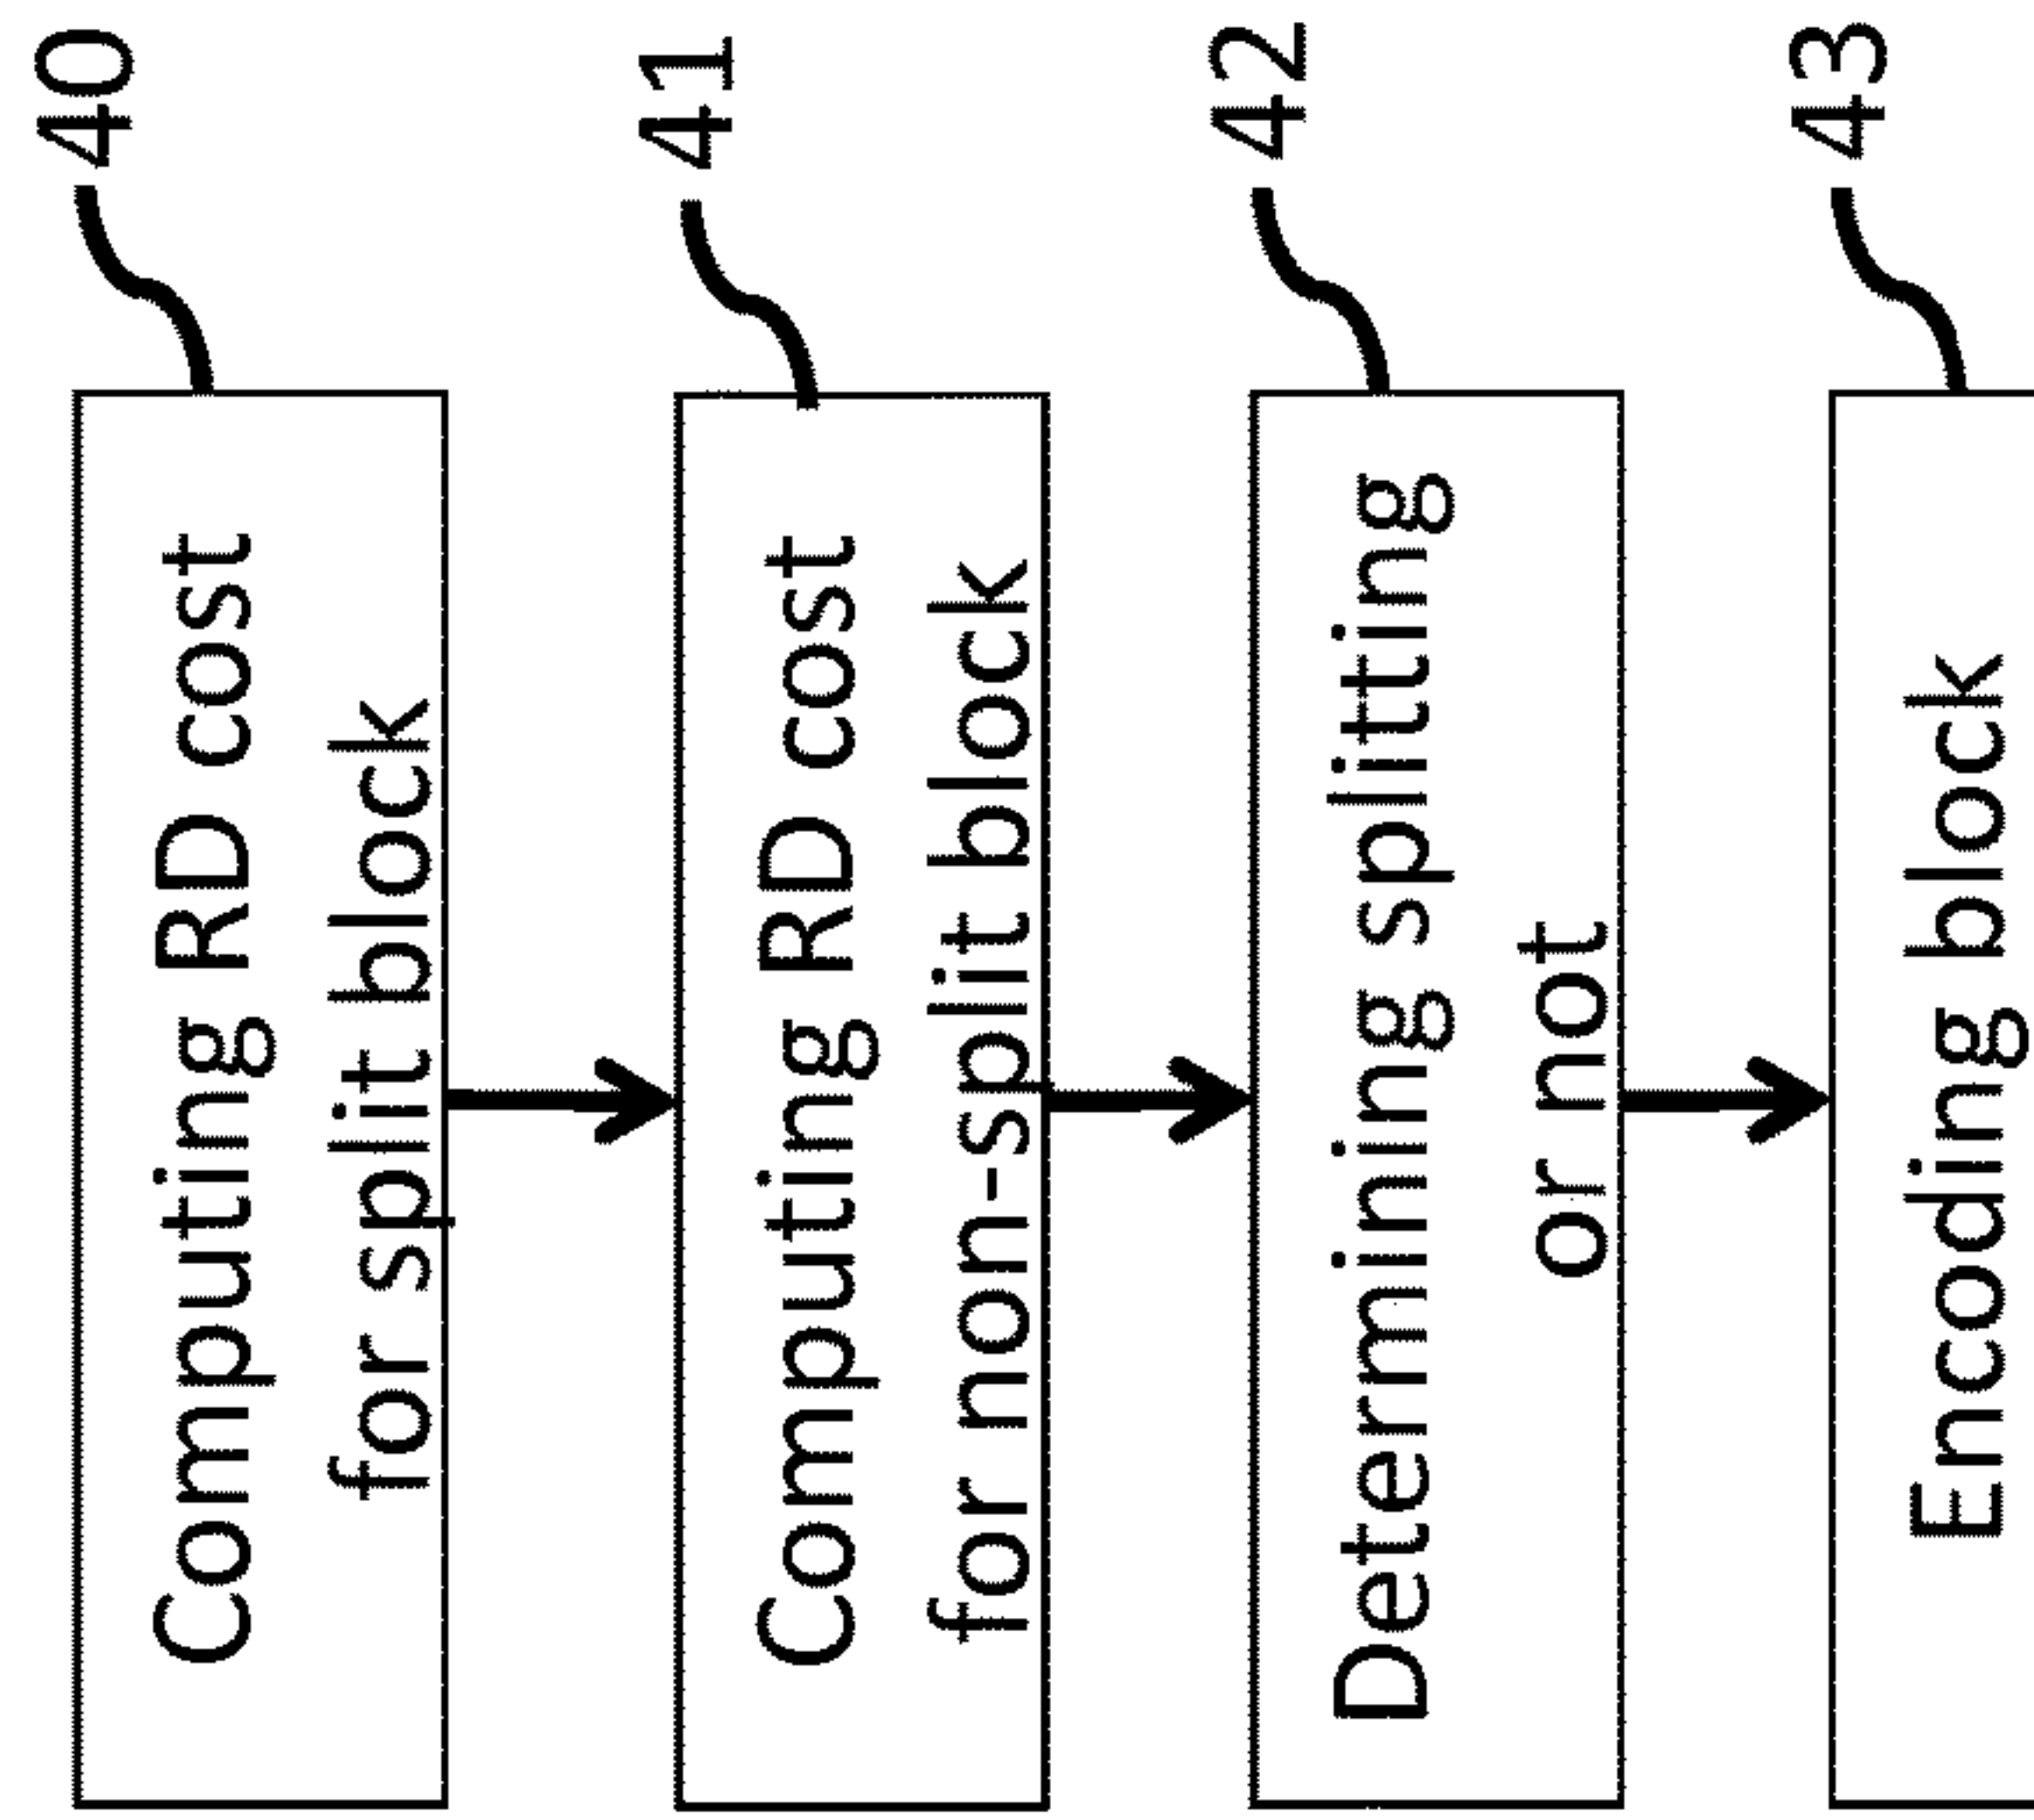 40
Computing RD cost
for split block
41
Computing RD cost
for non-split block
42
Determining splitting
or not
43
Encoding block